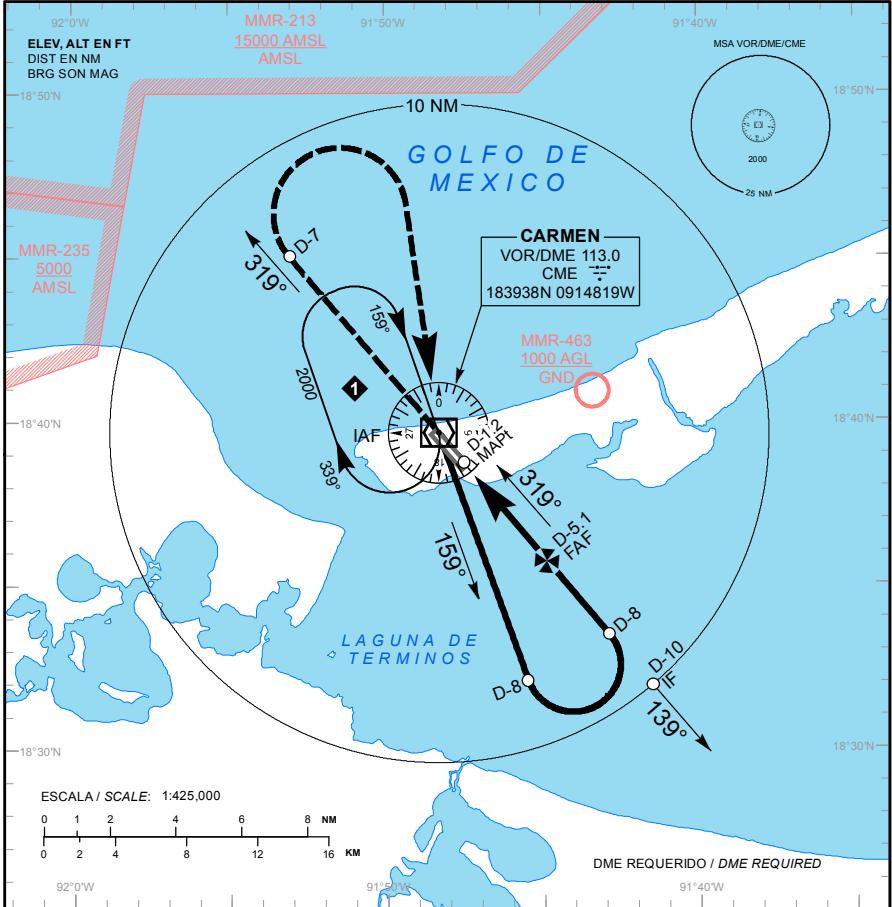 92°0'W
91°50'W
91°40'W
MMR-213
15000 AMSL
AMSL
ELEV, ALT EN FT
DIST EN NM
BRG SON MAG
MSA VOR/DME/CME
2000
25 NM
18°50'N
18°50'N
10 NM
GOLFO DE
MEXICO
D-7
319°
CARMEN
VOR/DME 113.0
CME
183938N 0914819W
MMR-235
5000
AMSL
159°
2000
1
339°
MMR-463
1000 AGL
GND
18°40'N
18°40'N
IAF
0
27
18
D-1.2
MAPt
319°
D-5.1
FAF
159°
D-8
D-8
D-10
IF
139°
LAGUNA DE
TERMINOS
18°30'N
18°30'N
ESCALA / SCALE: 1:425,000
0 1 2 4 6 8 NM
0 2 4 8 12 16 KM
DME REQUERIDO / DME REQUIRED
92°0'W
91°50'W
91°40'W